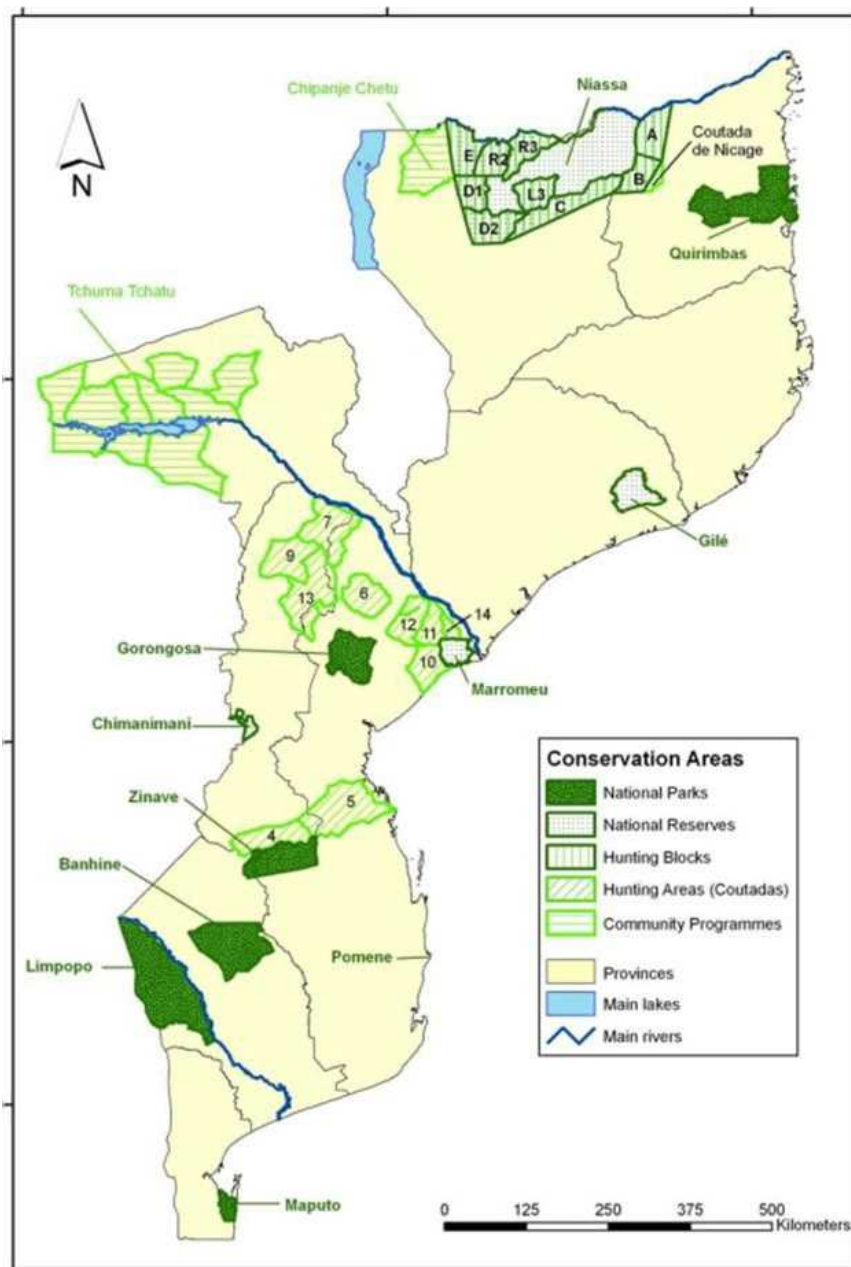 Niassa
Chipanje Chetu
A
Coutada
de Nicage
R3
E
R2
B
D1
L3
C
D2
N
Quirimbas
Tchuma Tchatu
7
Gilé
9
6
13
14
12
11
Gorongosa
10
Marromeu
Chimanimani
Conservation Areas
National Parks
National Reserves
Hunting Blocks
Hunting Areas (Coutadas)
Community Programmes
Provinces
Main lakes
Main rivers
Zinave
5
4
Banhine
Pomene
Limpopo
Maputo
0 125 250 375 500
Kilometers